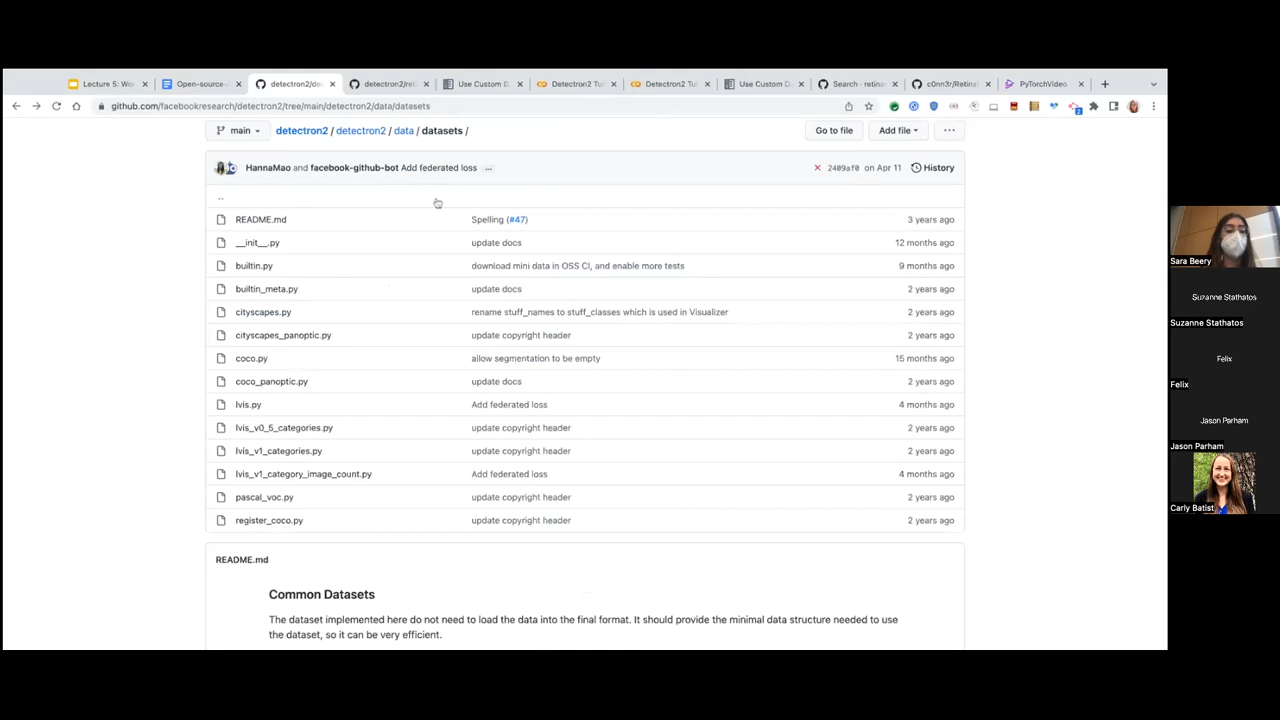 Lecture 5: Wo
Open-source-
detectron2/de
detectron2/ret
Use Custom D
Detectron2 Tut
Detectron2 Tut
Use Custom D
Search · retina
c0nn3r/Retina
PyTorchVideo
github.com/facebookresearch/detectron2/tree/main/detectron2/data/datasets
main
detectron2 / detectron2 / data / datasets /
Go to file
Add file
HannaMao and facebook-github-bot Add federated loss
2409af0 on Apr 11
History
..
README.md Spelling (#47) 3 years ago
__init__.py update docs 12 months ago
builtin.py download mini data in OSS CI, and enable more tests 9 months ago
builtin_meta.py update docs 2 years ago
cityscapes.py rename stuff_names to stuff_classes which is used in Visualizer 2 years ago
cityscapes_panoptic.py update copyright header 2 years ago
coco.py allow segmentation to be empty 15 months ago
coco_panoptic.py update docs 2 years ago
lvis.py Add federated loss 4 months ago
lvis_v0_5_categories.py update copyright header 2 years ago
lvis_v1_categories.py update copyright header 2 years ago
lvis_v1_category_image_count.py Add federated loss 4 months ago
pascal_voc.py update copyright header 2 years ago
register_coco.py update copyright header 2 years ago
README.md
Common Datasets
The dataset implemented here do not need to load the data into the final format. It should provide the minimal data structure needed to use
the dataset, so it can be very efficient.
Sara Beery
Suzanne Stathatos
Suzanne Stathatos
Felix
Felix
Jason Parham
Jason Parham
Carly Batist